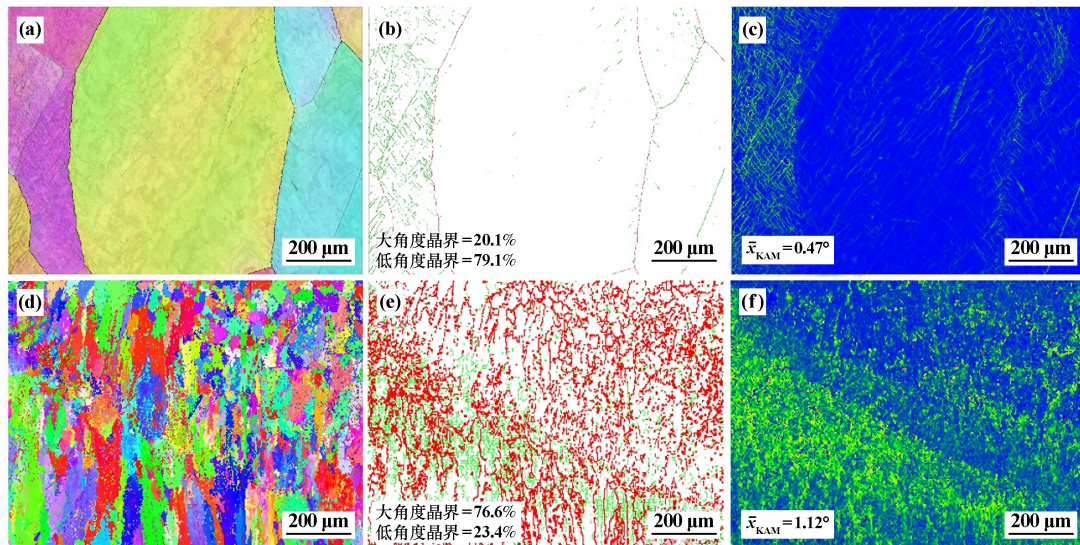 (a)
200 μm
(b)
大角度晶界=20.1%
低角度晶界=79.1%
200 μm
(c)
x̄KAM=0.47°
200 μm
(d)
200 μm
(e)
大角度晶界=76.6%
低角度晶界=23.4%
200 μm
(f)
x̄KAM=1.12°
200 μm